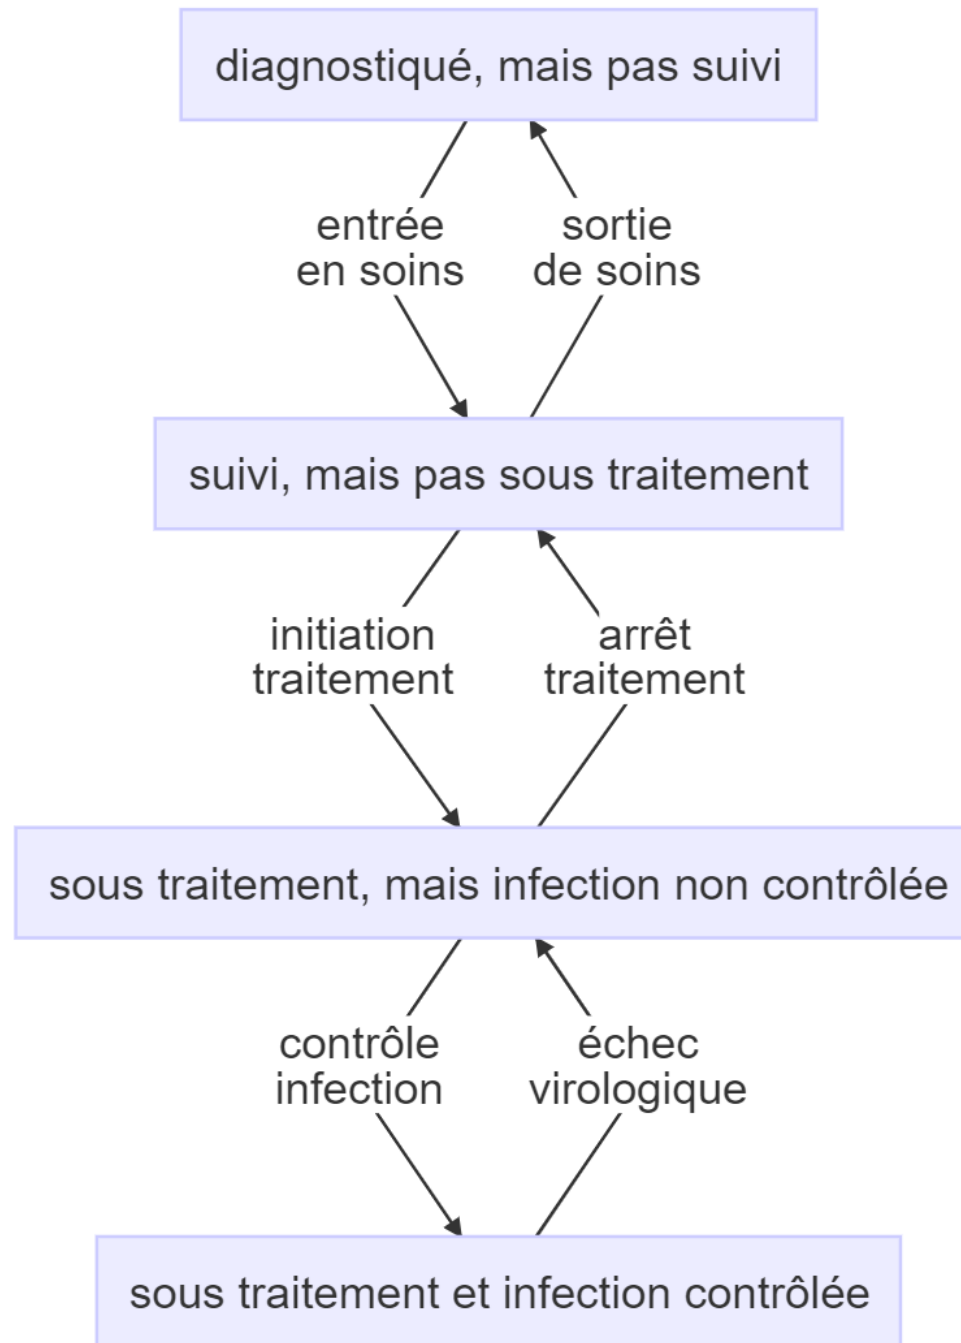 diagnostiqué, mais pas suivi
entrée
en soins
sortie
de soins
suivi, mais pas sous traitement
initiation
traitement
arrêt
traitement
sous traitement, mais infection non contrôlée
contrôle
infection
échec
virologique
sous traitement et infection contrôlée